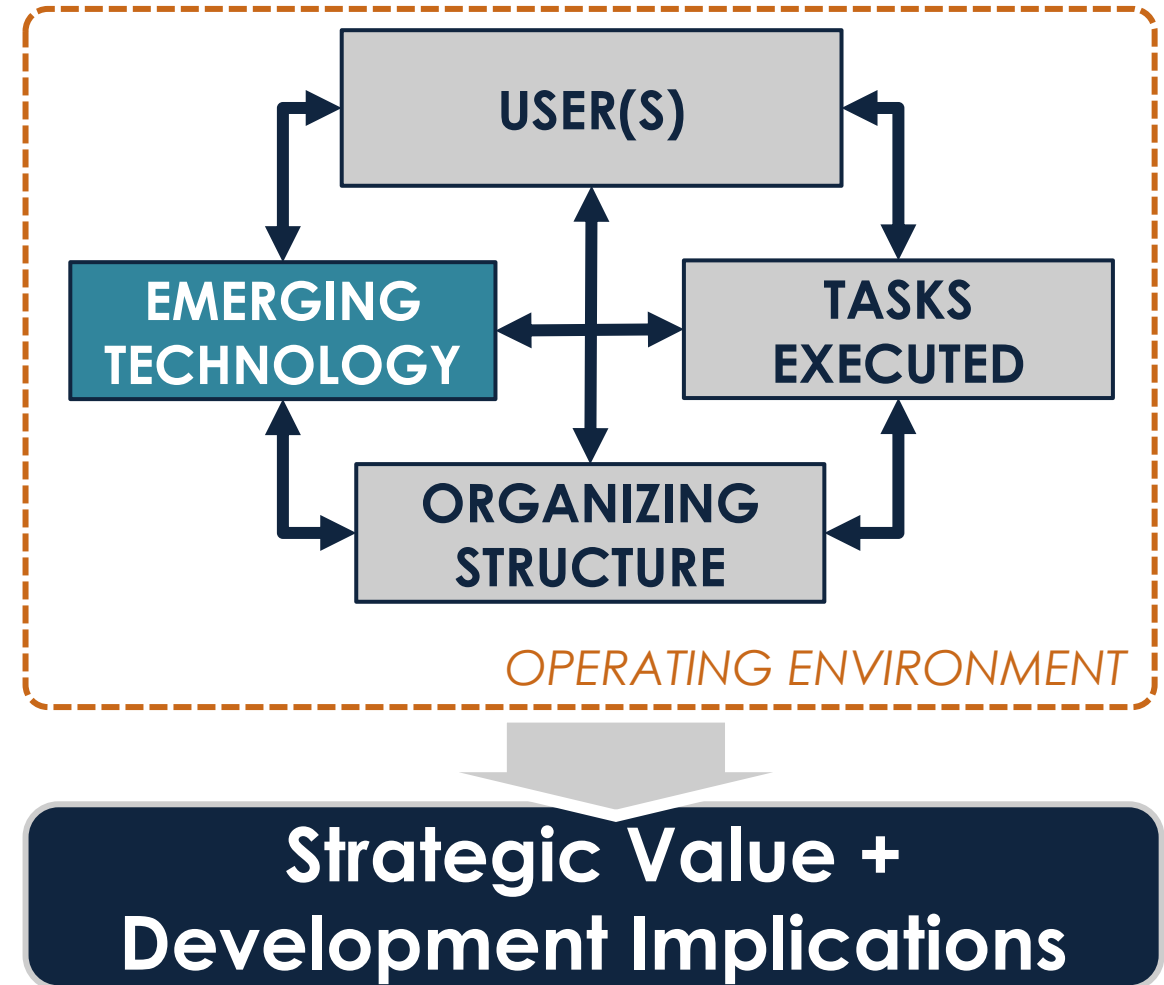 USER(S)
EMERGING
TECHNOLOGY
TASKS
EXECUTED
ORGANIZING
STRUCTURE
OPERATING ENVIRONMENT
Strategic Value +
Development Implications